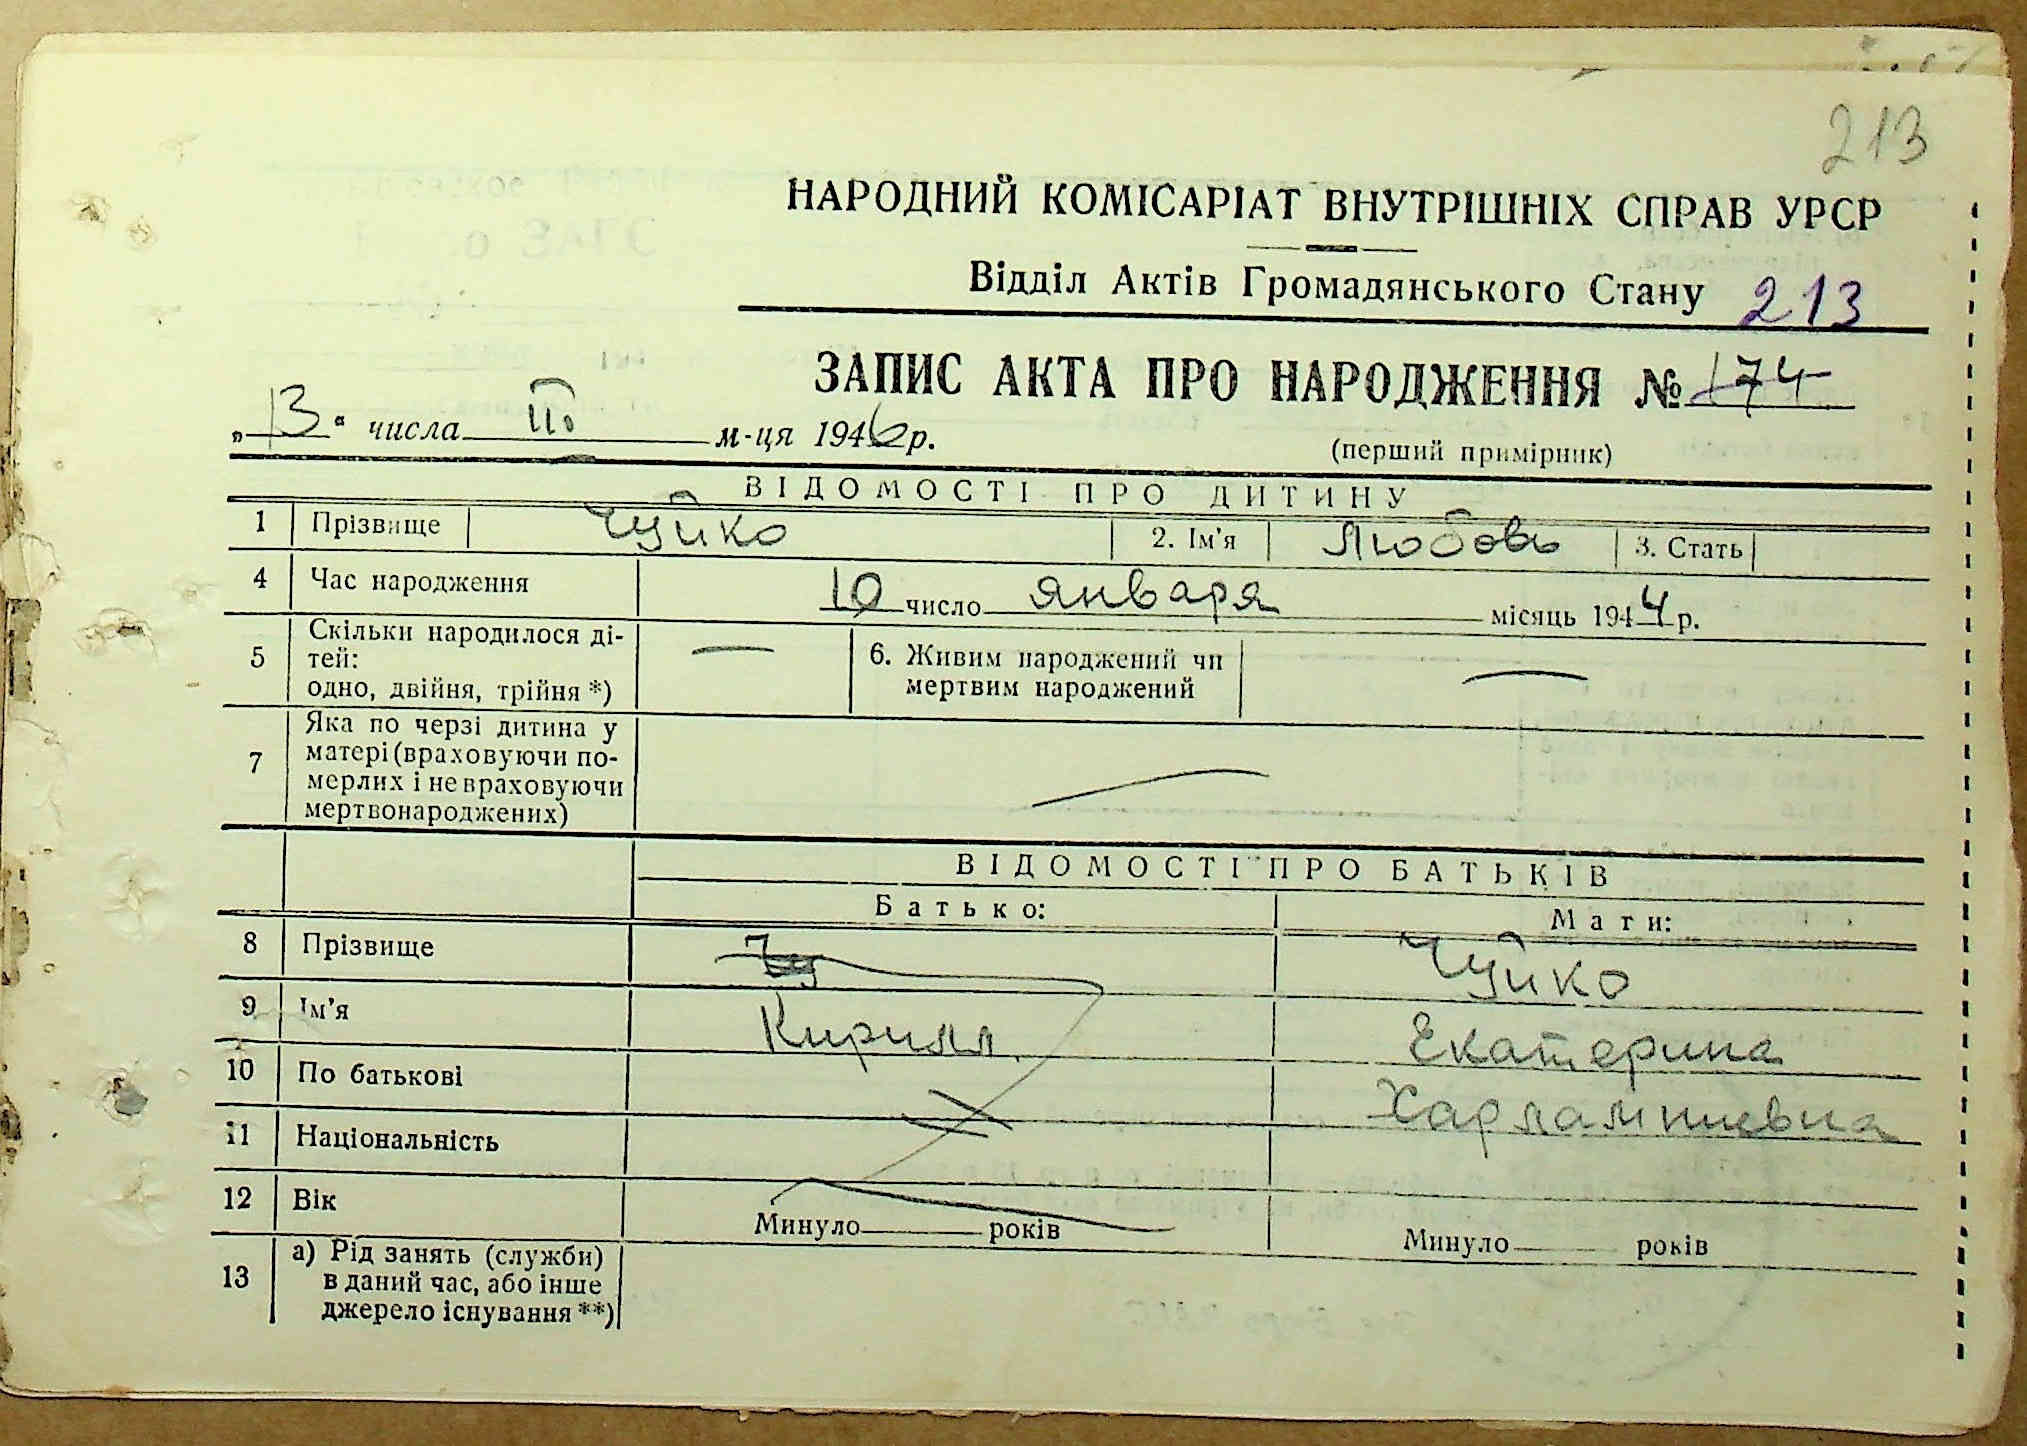 213
НАРОДНИЙ КОМІСАРІАТ ВНУТРІШНІХ СПРАВ УРСР
Відділ Актів Громадянського Стану 213
ЗАПИС АКТА ПРО НАРОДЖЕННЯ № 174
„13“ числа II. м-ця 1946 р.
(перший примірник)
ВІДОМОСТІ ПРО ДИТИНУ
1 Прізвище Чуйко 2. Ім'я Любовь 3. Стать
4 Час народження 10 число января місяць 1944 р.
5 Скільки народилося ді-
тей:
одно, двійня, трійня *)
—
6. Живим народжений чи
мертвим народжений
—
7 Яка по черзі дитина у
матері (враховуючи по-
мерлих і не враховуючи
мертвонароджених)
—
ВІДОМОСТІ ПРО БАТЬКІВ
Батько: Мати:
8 Прізвище Чуйко
9 Ім'я Кирилл Екатерина
10 По батькові Харлампиевна
11 Національність
12 Вік Минуло років Минуло років
13 а) Рід занять (служби)
в даний час, або інше
джерело існування **)